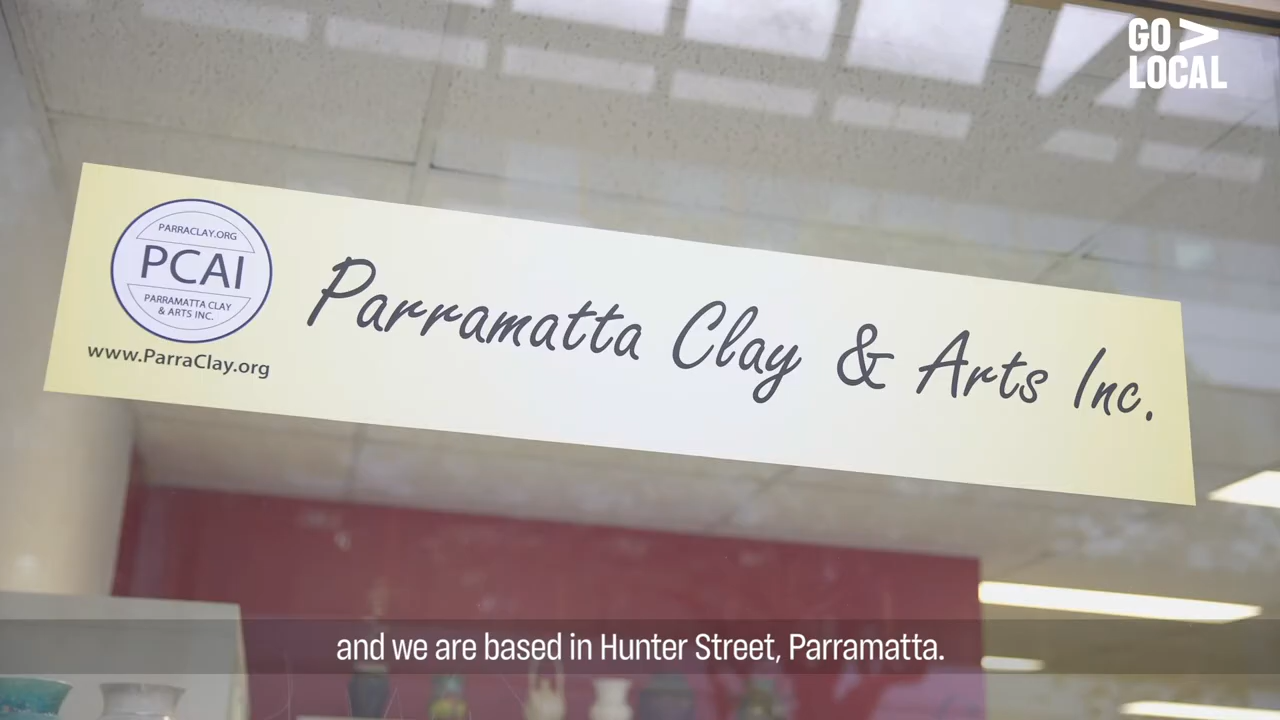 GO >
LOCAL
PARRACLAY.ORG
PCAI
PARRAMATTA CLAY
& ARTS INC.
www.ParraClay.org
Parramatta Clay & Arts Inc.
and we are based in Hunter Street, Parramatta.